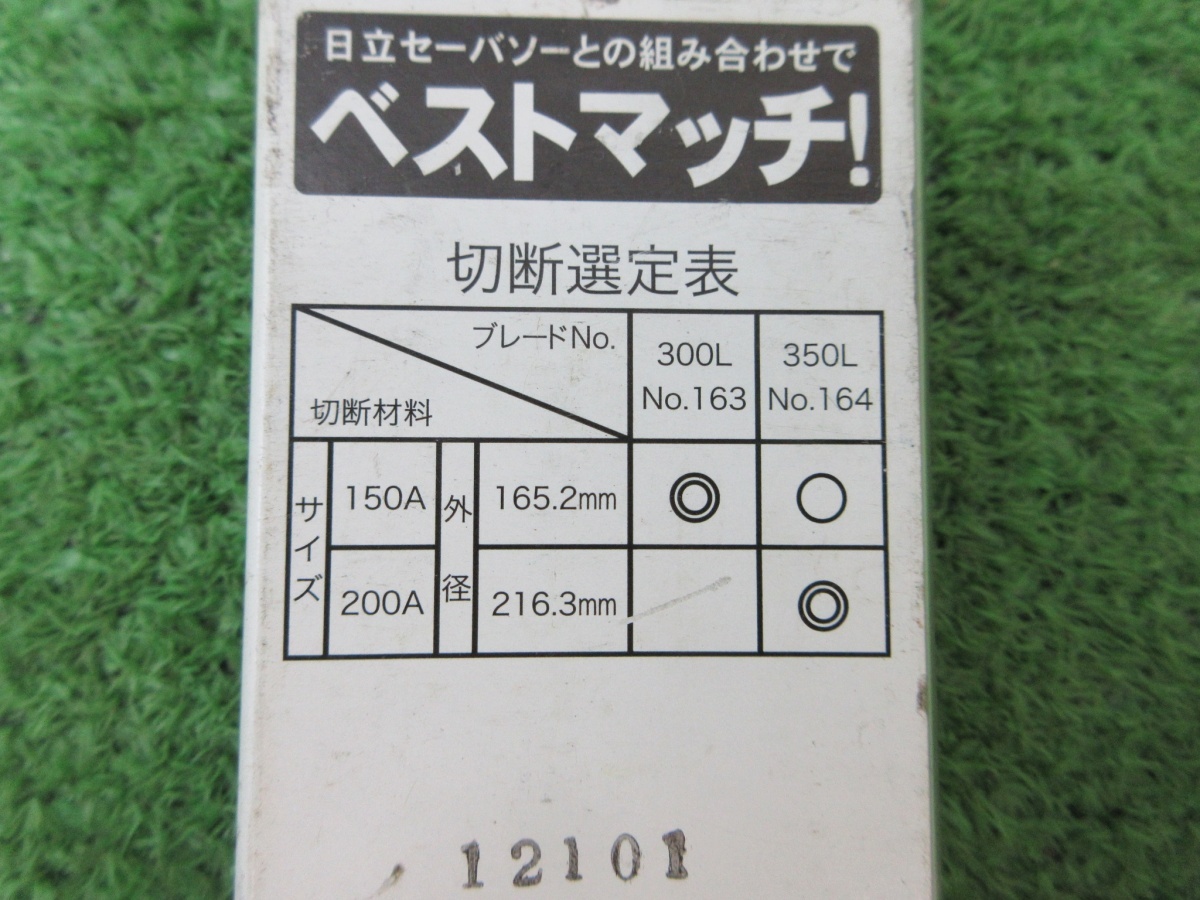 日立セーバソーとの組み合わせで
ベストマッチ!
切断選定表
ブレードNo.
切断材料
300L
No.163
350L
No.164
サイズ
外径
150A
165.2mm
◎
○
200A
216.3mm
◎
12101